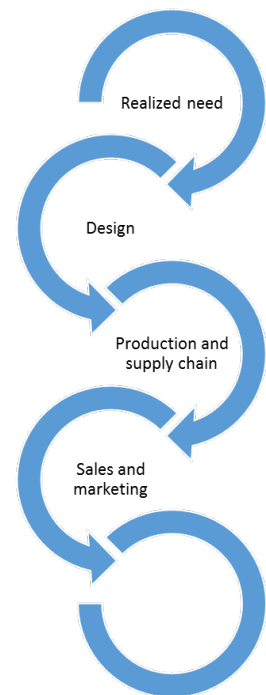 Realized need
Design
Production and
supply chain
Sales and
marketing